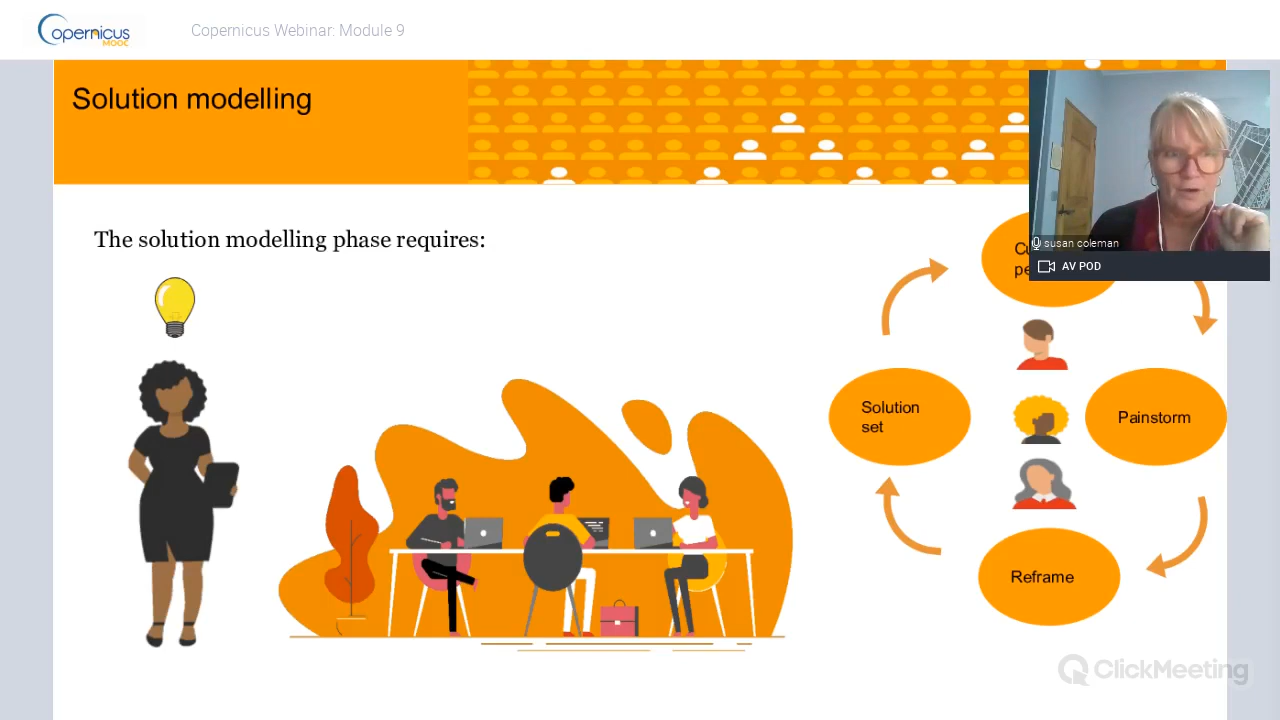 Copernicus
MOOC
Copernicus Webinar: Module 9
Solution modelling
susan coleman
AV POD
The solution modelling phase requires:
Solution
set
Painstorm
Reframe
ClickMeeting